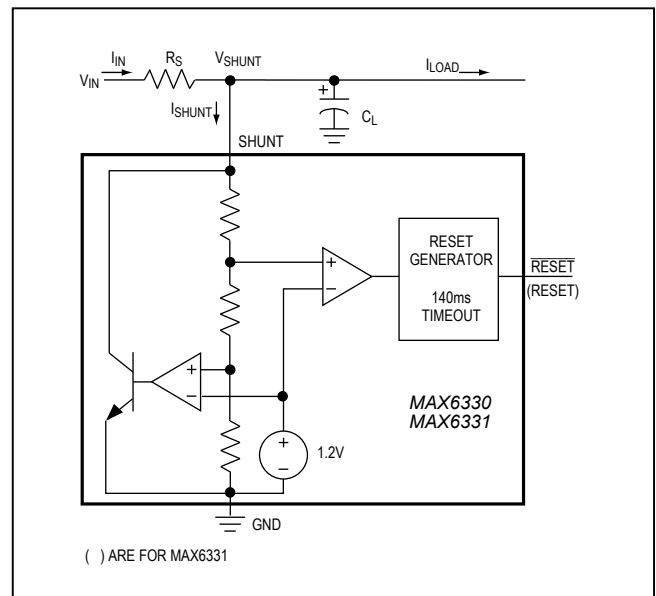 I_IN R_S V_SHUNT I_LOAD
V_IN
I_SHUNT
+
C_L
SHUNT
RESET
GENERATOR
140ms
TIMEOUT
+
−
R̅E̅S̅E̅T̅
(RESET)
+
−
MAX6330
MAX6331
+
−
1.2V
GND
( ) ARE FOR MAX6331